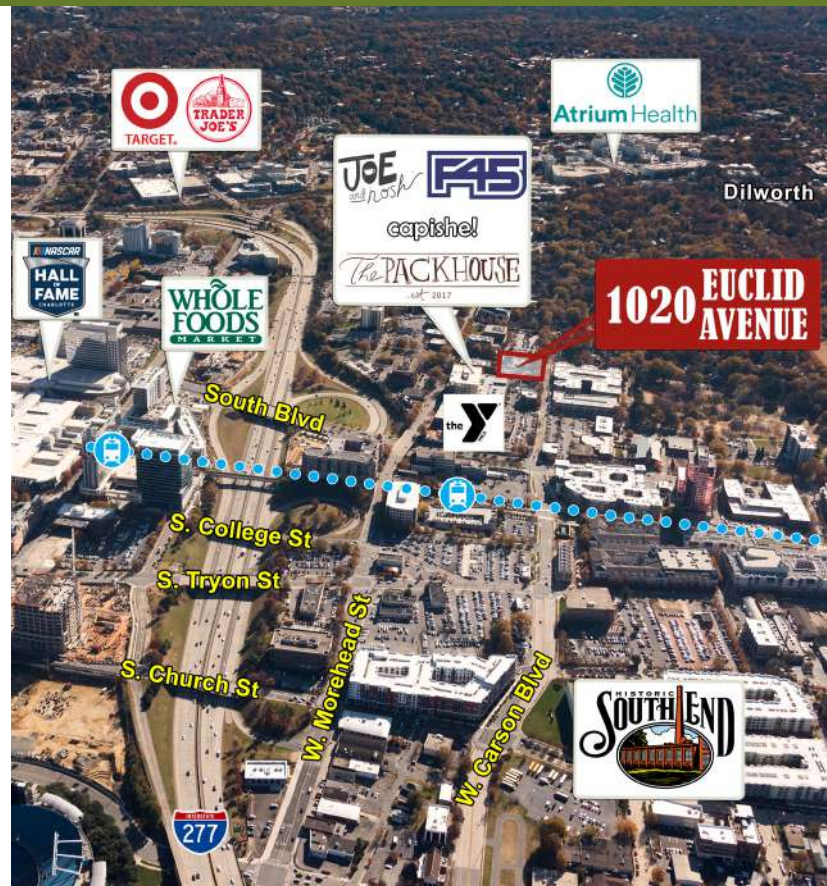 TARGET.
TRADER
JOE'S
Atrium Health
JOE
and nosh
F45
capishe!
The PACKHOUSE
est 2017
Dilworth
NASCAR
HALL
OF
FAME
CHARLOTTE
WHOLE
FOODS
MARKET
1020 EUCLID
AVENUE
the Y
South Blvd
S. College St
S. Tryon St
S. Church St
W. Morehead St
W. Carson Blvd
HISTORIC
SOUTH END
INTERSTATE
277